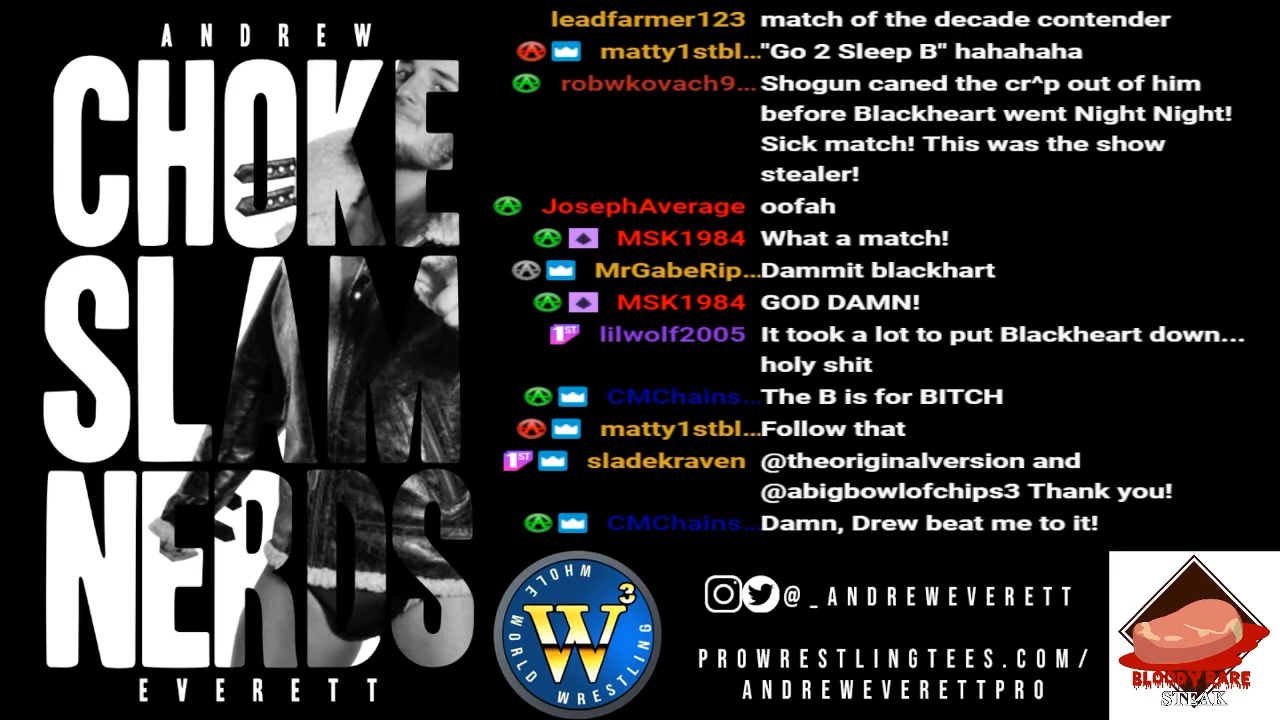 ANDREW
CHOKE
SLAM
NERDS
EVERETT
leadfarmer123 match of the decade contender
matty1stbl... "Go 2 Sleep B" hahahaha
robwkovach9... Shogun caned the cr^p out of him
before Blackheart went Night Night!
Sick match! This was the show
stealer!
JosephAverage oofah
MSK1984 What a match!
MrGabeRip... Dammit blackhart
MSK1984 GOD DAMN!
1ST lilwolf2005 It took a lot to put Blackheart down...
holy shit
CMChains... The B is for BITCH
matty1stbl... Follow that
1ST sladekraven @theoriginalversion and
@abigbowlofchips3 Thank you!
CMChains... Damn, Drew beat me to it!
WHOLE
W3
WORLD WRESTLING
@_ANDREWEVERETT
PROWRESTLINGTEES.COM/
ANDREWEVERETTPRO
BLOODY RARE
STEAK